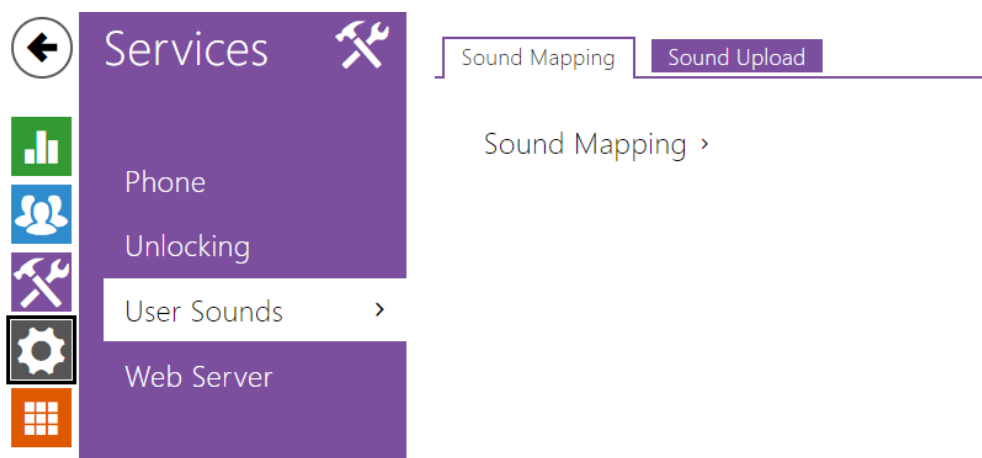 Services
Phone
Unlocking
User Sounds
Web Server
Sound Mapping
Sound Upload
Sound Mapping